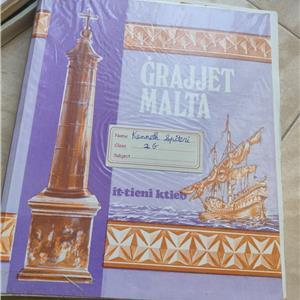 ĠRAJJET
MALTA
Name Kenneth Spiteri
Class 2G
Subject
it-tieni ktieb